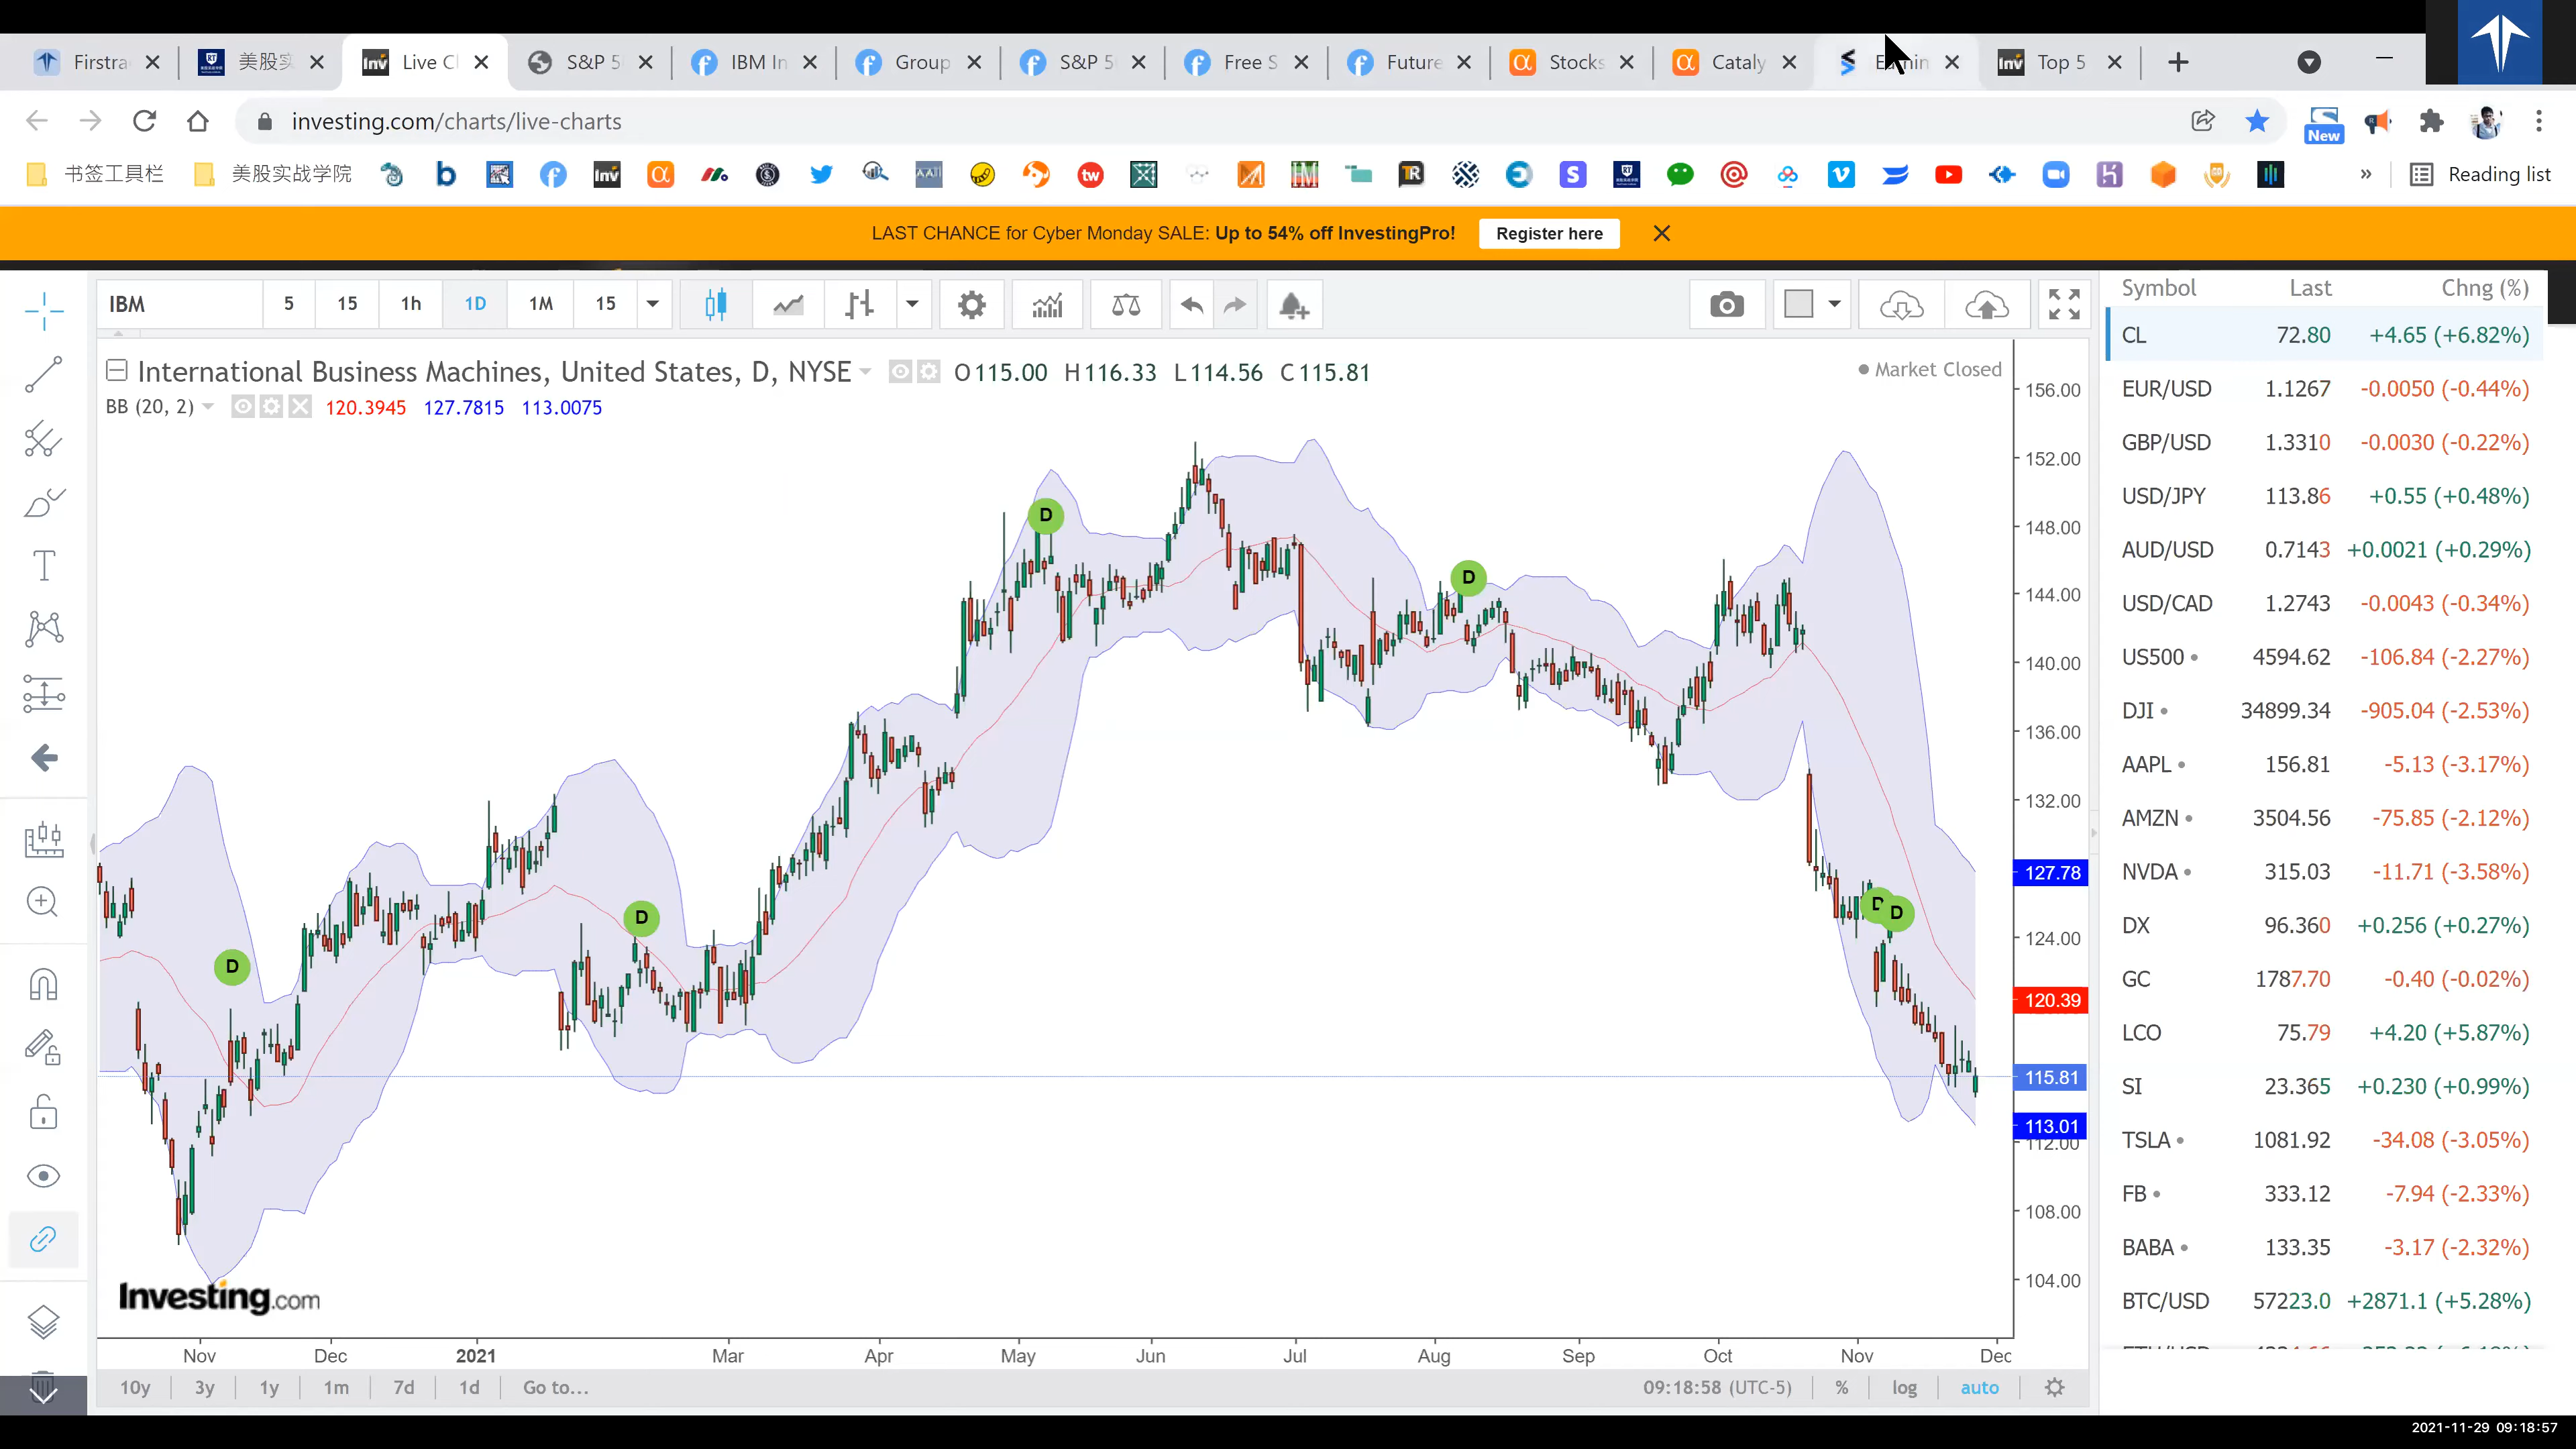 Firstra 美股实 Live C S&P 5 IBM In Group S&P 5 Free S Future Stocks Cataly Top 5
investing.com/charts/live-charts New
书签工具栏 美股实战学院 Reading list
LAST CHANCE for Cyber Monday SALE: Up to 54% off InvestingPro! Register here
IBM 5 15 1h 1D 1M 15
International Business Machines, United States, D, NYSE O115.00 H116.33 L114.56 C115.81 Market Closed
BB (20, 2) 120.3945 127.7815 113.0075
156.00
152.00
148.00
144.00
140.00
136.00
132.00
127.78
124.00
120.39
115.81
113.01
112.00
108.00
104.00
D
D
D
D
D
D
Investing.com
Nov Dec 2021 Mar Apr May Jun Jul Aug Sep Oct Nov Dec
10y 3y 1y 1m 7d 1d Go to... 09:18:58 (UTC-5) % log auto
Symbol Last Chng (%)
CL 72.80 +4.65 (+6.82%)
EUR/USD 1.1267 -0.0050 (-0.44%)
GBP/USD 1.3310 -0.0030 (-0.22%)
USD/JPY 113.86 +0.55 (+0.48%)
AUD/USD 0.7143 +0.0021 (+0.29%)
USD/CAD 1.2743 -0.0043 (-0.34%)
US500 4594.62 -106.84 (-2.27%)
DJI 34899.34 -905.04 (-2.53%)
AAPL 156.81 -5.13 (-3.17%)
AMZN 3504.56 -75.85 (-2.12%)
NVDA 315.03 -11.71 (-3.58%)
DX 96.360 +0.256 (+0.27%)
GC 1787.70 -0.40 (-0.02%)
LCO 75.79 +4.20 (+5.87%)
SI 23.365 +0.230 (+0.99%)
TSLA 1081.92 -34.08 (-3.05%)
FB 333.12 -7.94 (-2.33%)
BABA 133.35 -3.17 (-2.32%)
BTC/USD 57223.0 +2871.1 (+5.28%)
2021-11-29 09:18:57